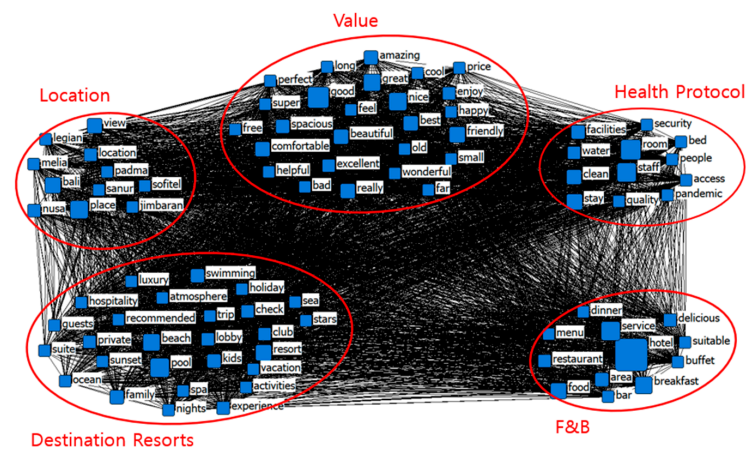 Value
amazing
long
cool
price
perfect
great
good
nice
enjoy
super
feel
happy
free
spacious
best
friendly
beautiful
comfortable
old
small
excellent
helpful
wonderful
bad
really
far
Location
view
legian
location
melia
padma
bali
sanur
sofitel
nusa
place
jimbaran
Health Protocol
security
facilities
room
bed
water
people
staff
clean
access
pandemic
stay
quality
swimming
luxury
holiday
hospitality
atmosphere
sea
check
trip
recommended
stars
guests
club
private
beach
lobby
suite
resort
sunset
pool
kids
vacation
ocean
spa
activities
family
nights
experience
Destination Resorts
dinner
delicious
service
menu
hotel
suitable
restaurant
buffet
area
food
breakfast
bar
F&B